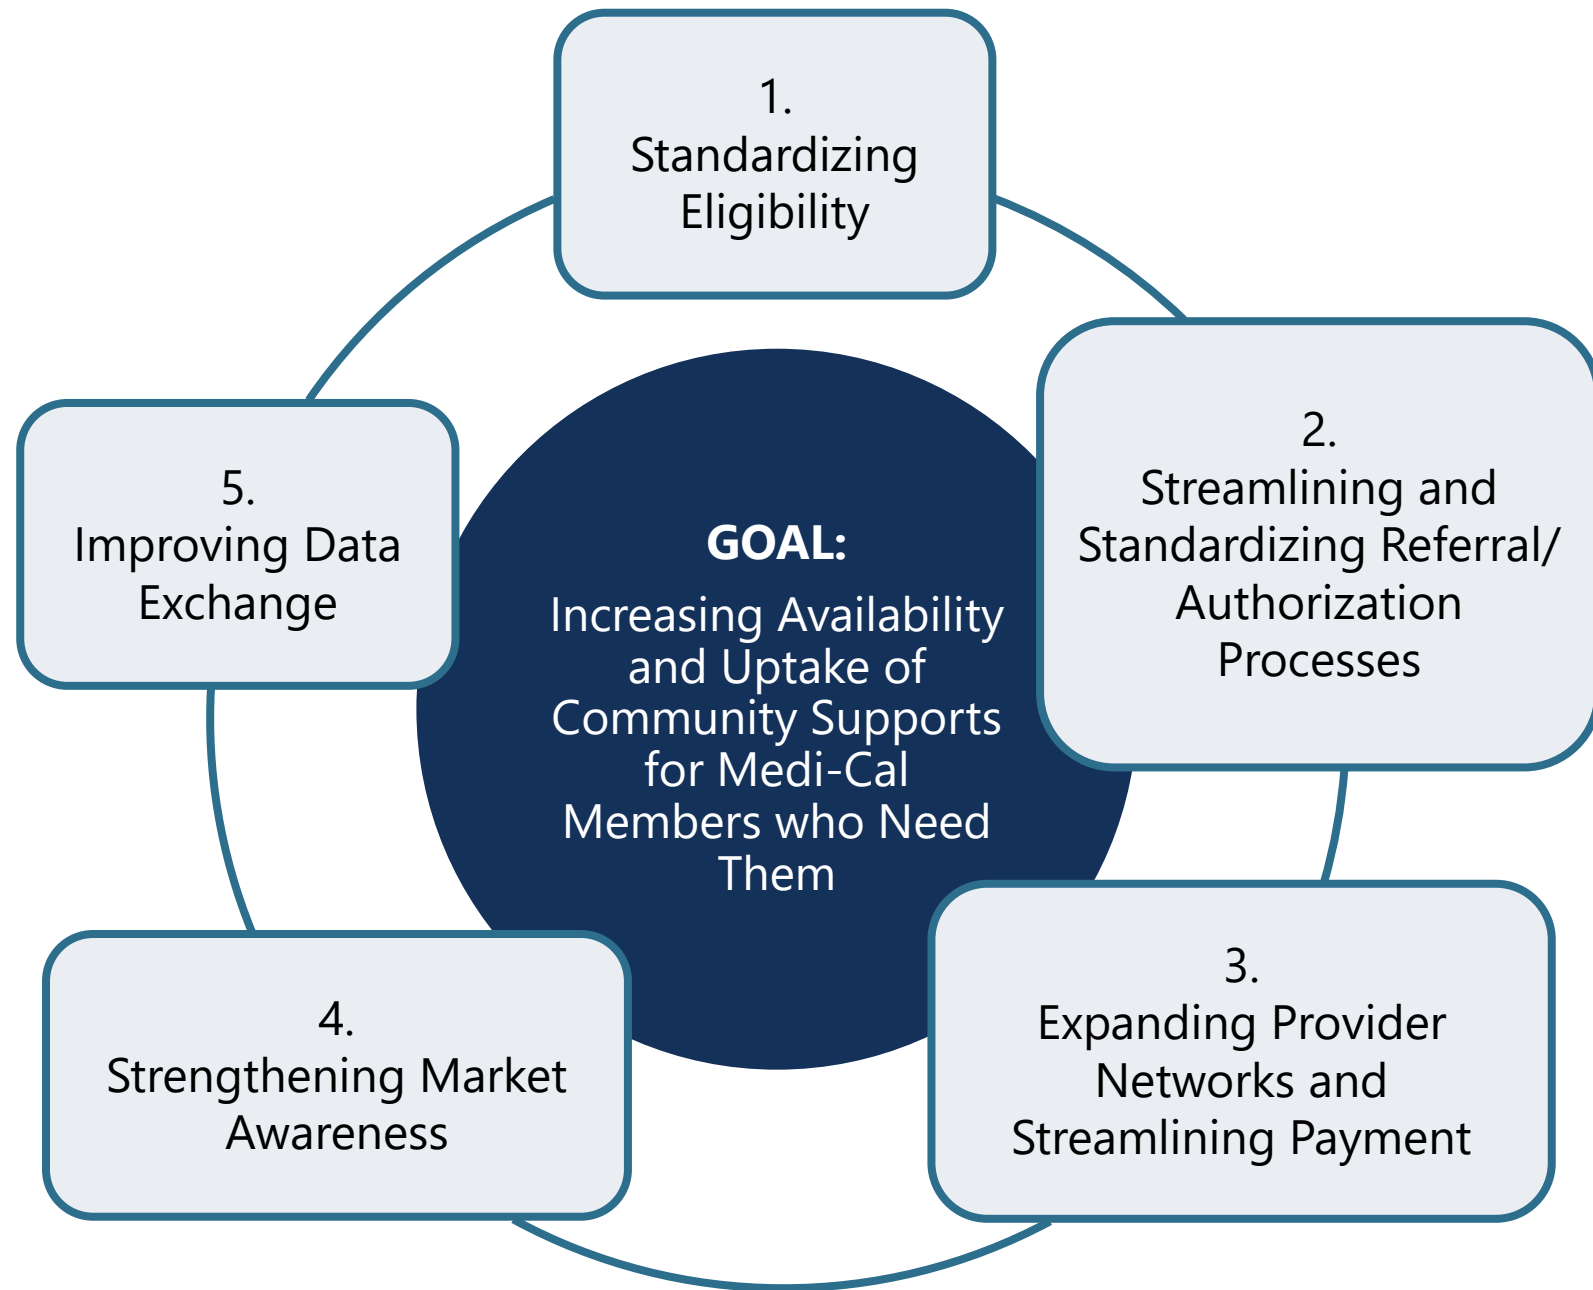 1.
Standardizing
Eligibility
2.
Streamlining and
Standardizing Referral/
Authorization
Processes
3.
Expanding Provider
Networks and
Streamlining Payment
4.
Strengthening Market
Awareness
5.
Improving Data
Exchange
GOAL:
Increasing Availability
and Uptake of
Community Supports
for Medi-Cal
Members who Need
Them